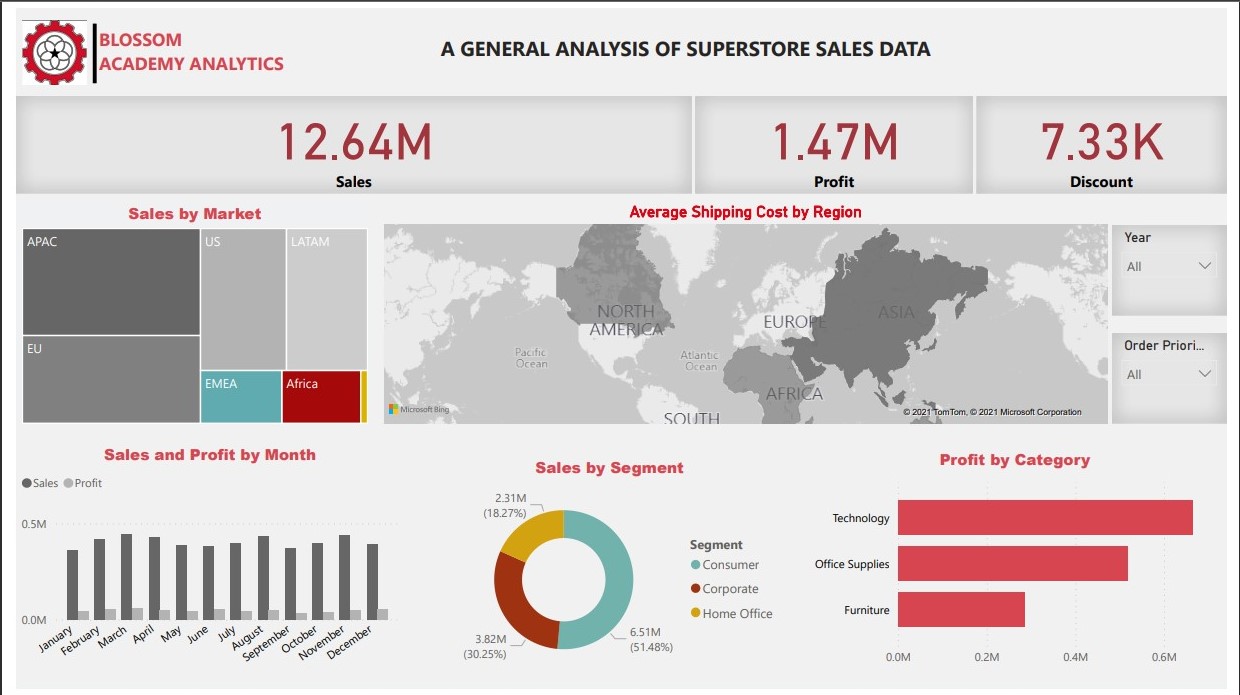 BLOSSOM
ACADEMY ANALYTICS
A GENERAL ANALYSIS OF SUPERSTORE SALES DATA
12.64M
Sales
1.47M
Profit
7.33K
Discount
Sales by Market
APAC
US
LATAM
EU
EMEA
Africa
Average Shipping Cost by Region
NORTH
AMERICA
EUROPE
ASIA
Pacific
Ocean
Atlantic
Ocean
AFRICA
SOUTH
Microsoft Bing
© 2021 TomTom, © 2021 Microsoft Corporation
Year
All
Order Priori...
All
Sales and Profit by Month
Sales Profit
0.5M
0.0M
January
February
March
April
May
June
July
August
September
October
November
December
Sales by Segment
2.31M
(18.27%)
3.82M
(30.25%)
6.51M
(51.48%)
Segment
Consumer
Corporate
Home Office
Profit by Category
Technology
Office Supplies
Furniture
0.0M 0.2M 0.4M 0.6M